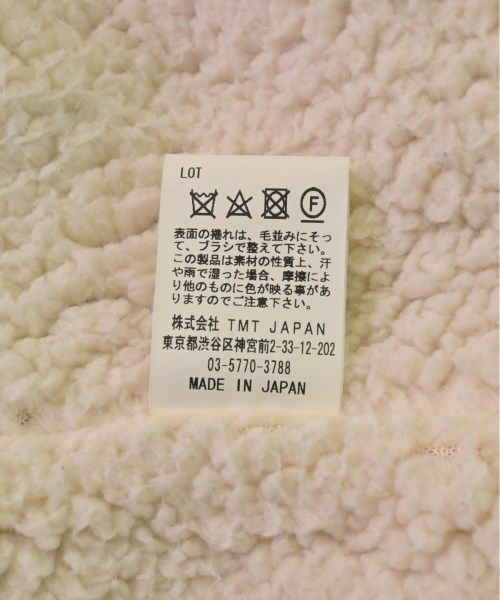 LOT
表面の捲れは、毛並みにそっ
て、ブラシで整えて下さい。
この製品は素材の性質上、汗
や雨で湿った場合、摩擦によ
り他のものに色が映る事があ
りますのでご注意下さい。
株式会社 TMT JAPAN
東京都渋谷区神宮前2-33-12-202
03-5770-3788
MADE IN JAPAN